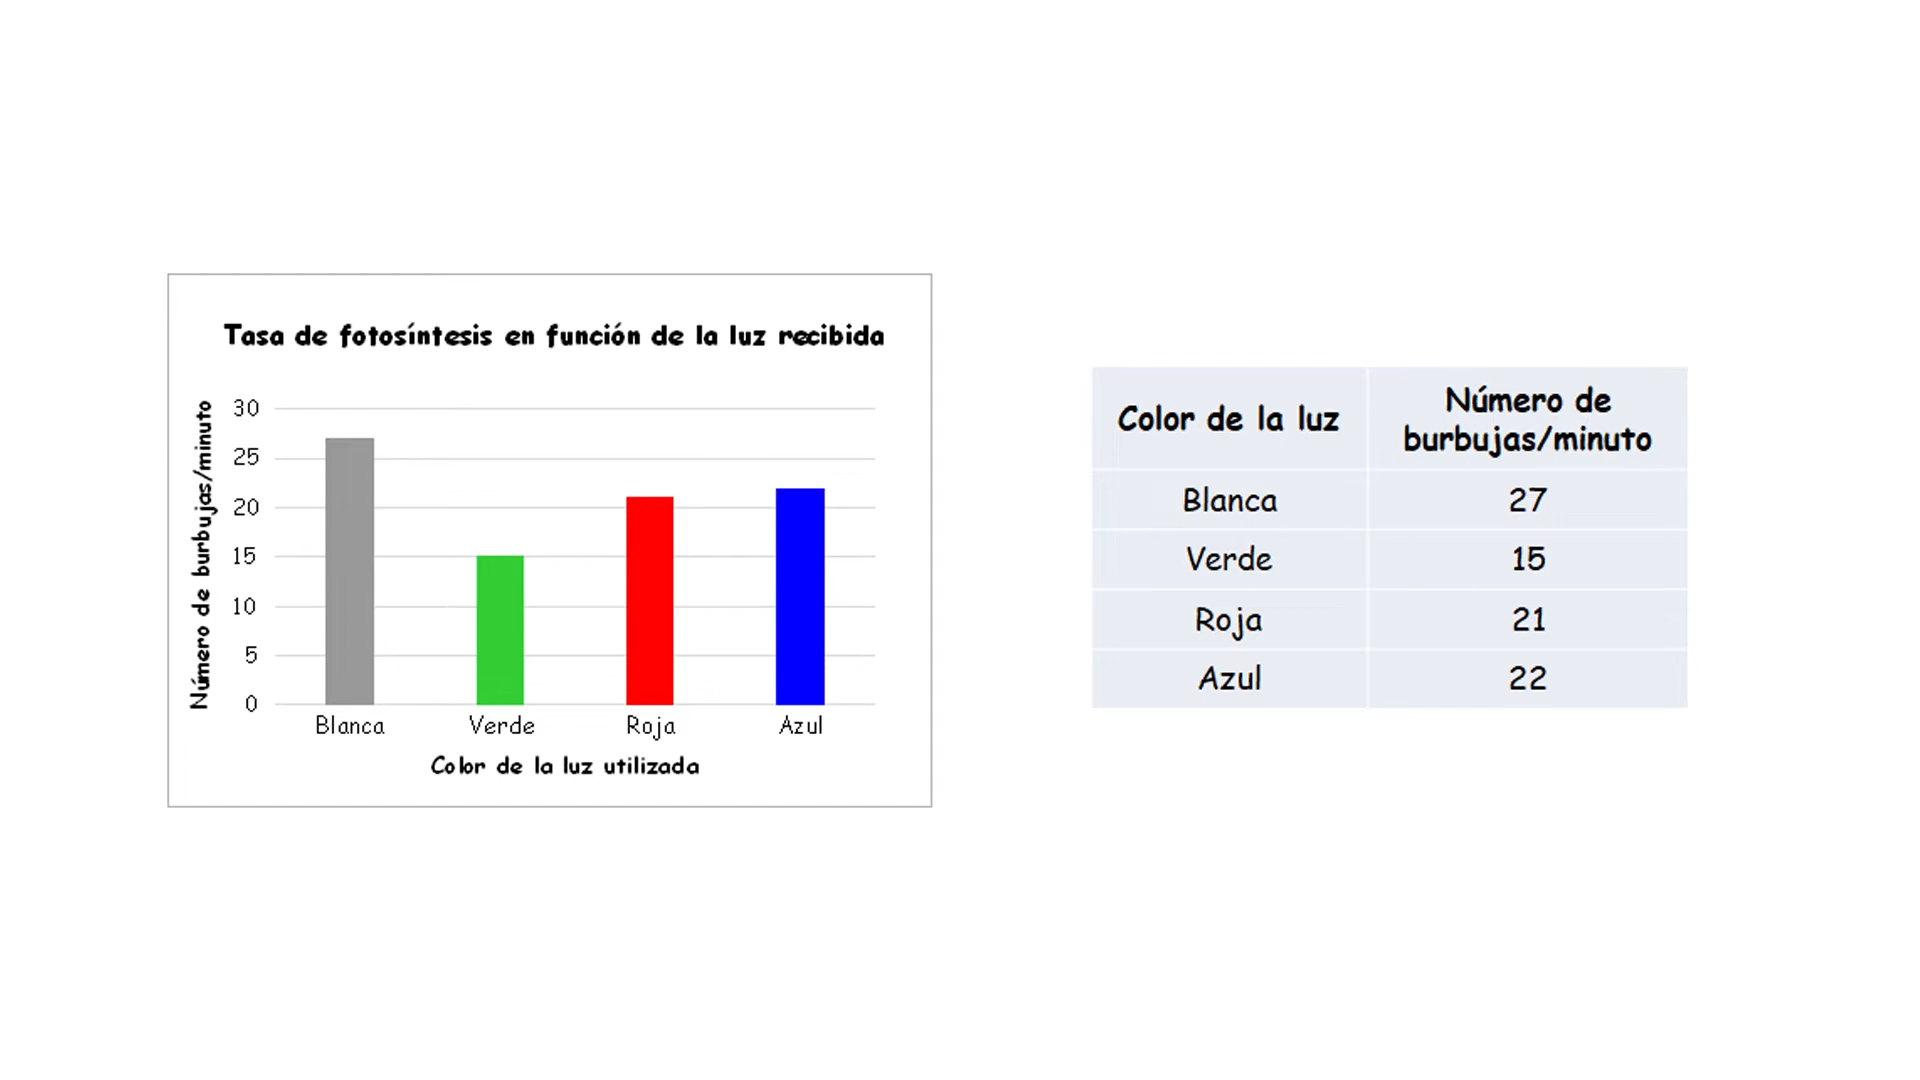 Tasa de fotosíntesis en función de la luz recibida
Número de burbujas/minuto
30
25
20
15
10
5
0
Blanca Verde Roja Azul
Color de la luz utilizada
Color de la luz
Número de
burbujas/minuto
Blanca 27
Verde 15
Roja 21
Azul 22